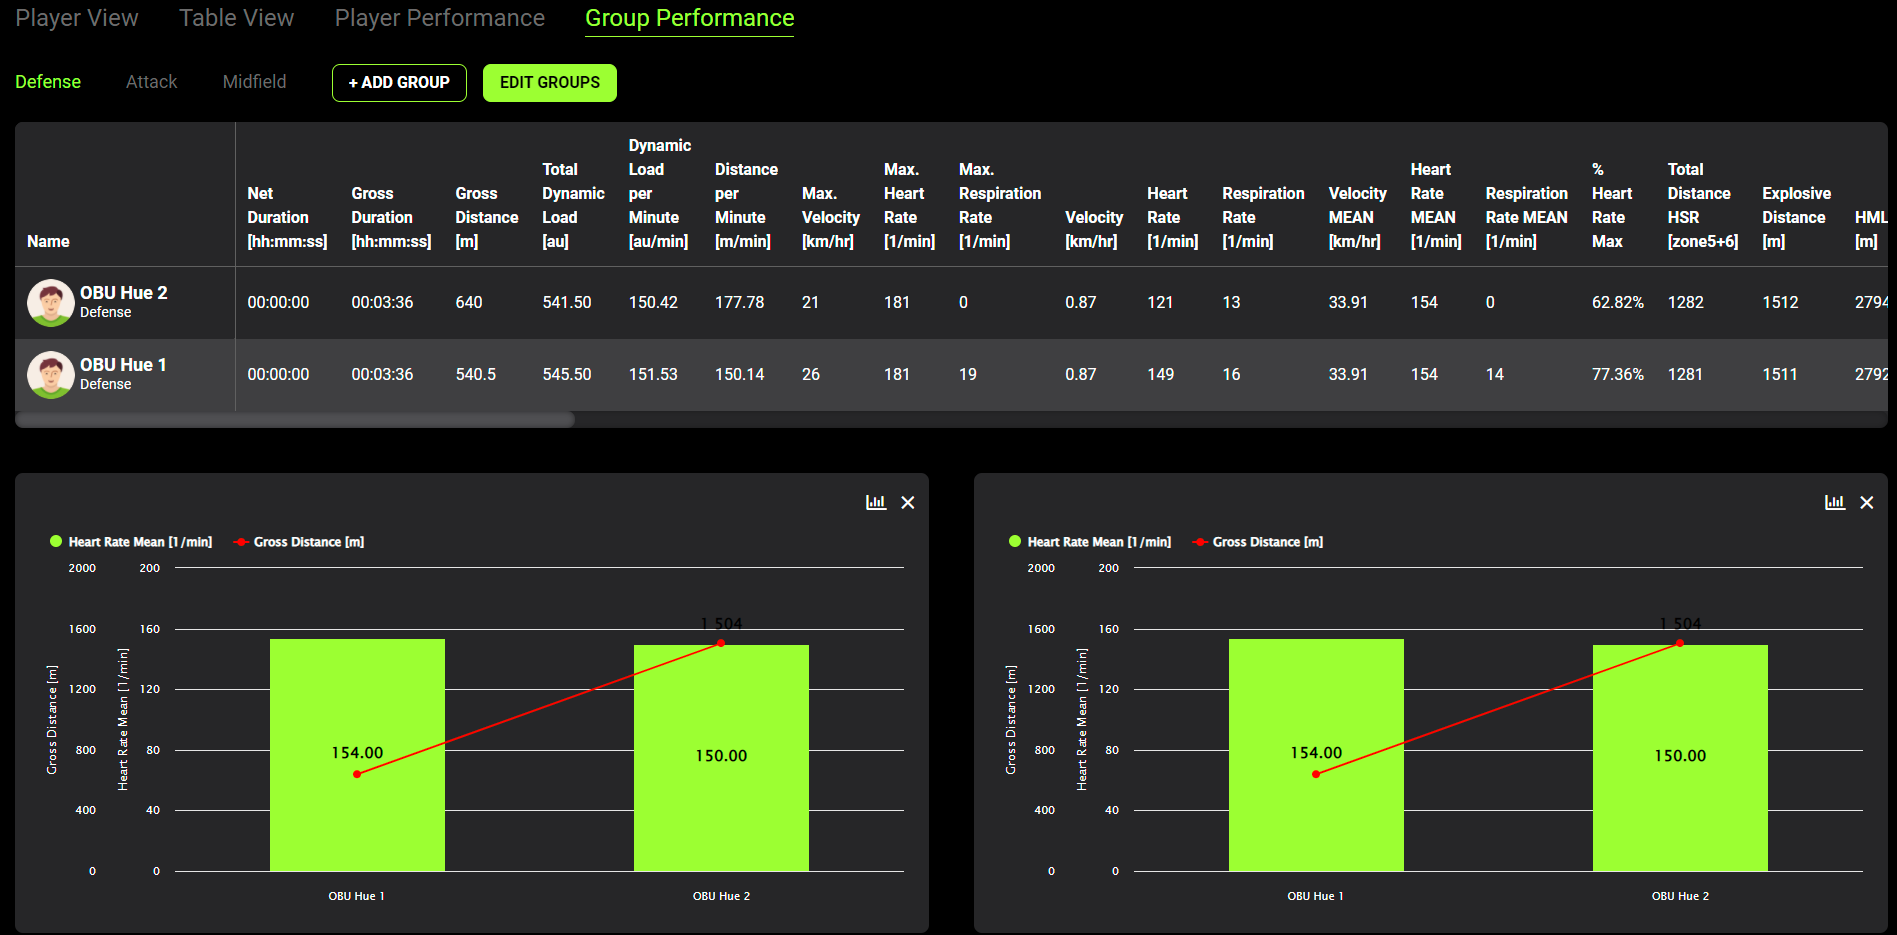 Player View Table View Player Performance Group Performance
Defense Attack Midfield + ADD GROUP EDIT GROUPS
Name
Net Duration [hh:mm:ss]
Gross Duration [hh:mm:ss]
Gross Distance [m]
Total Dynamic Load [au]
Dynamic Load per Minute [au/min]
Distance per Minute [m/min]
Max. Velocity [km/hr]
Max. Heart Rate [1/min]
Max. Respiration Rate [1/min]
Velocity [km/hr]
Heart Rate [1/min]
Respiration Rate [1/min]
Velocity MEAN [km/hr]
Heart Rate MEAN [1/min]
Respiration Rate MEAN [1/min]
% Heart Rate Max
Total Distance HSR [zone5+6]
Explosive Distance [m]
HML [m]
OBU Hue 2
Defense
00:00:00 00:03:36 640 541.50 150.42 177.78 21 181 0 0.87 121 13 33.91 154 0 62.82% 1282 1512 2794
OBU Hue 1
Defense
00:00:00 00:03:36 540.5 545.50 151.53 150.14 26 181 19 0.87 149 16 33.91 154 14 77.36% 1281 1511 2792
Heart Rate Mean [1/min] Gross Distance [m]
Gross Distance [m]
2000
1600
1200
800
400
0
Heart Rate Mean [1/min]
200
160
120
80
40
0
154.00
1 504
150.00
OBU Hue 1 OBU Hue 2
Heart Rate Mean [1/min] Gross Distance [m]
Gross Distance [m]
2000
1600
1200
800
400
0
Heart Rate Mean [1/min]
200
160
120
80
40
0
154.00
1 504
150.00
OBU Hue 1 OBU Hue 2